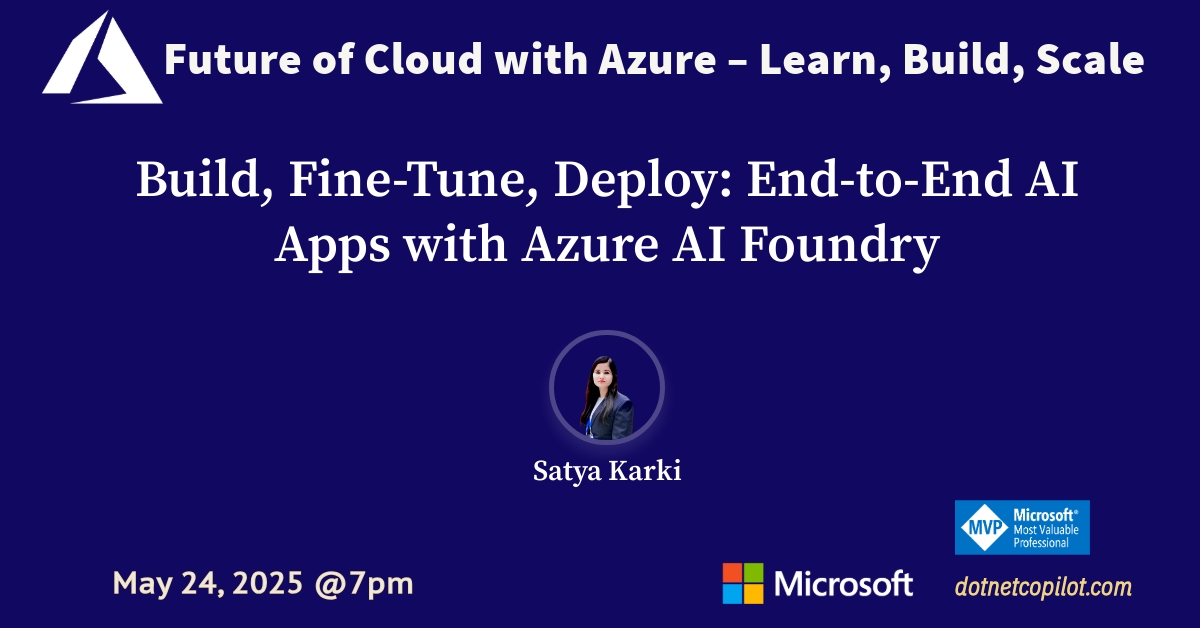 Future of Cloud with Azure – Learn, Build, Scale
Build, Fine-Tune, Deploy: End-to-End AI
Apps with Azure AI Foundry
Satya Karki
MVP
Microsoft®
Most Valuable
Professional
May 24, 2025 @7pm
Microsoft
dotnetcopilot.com